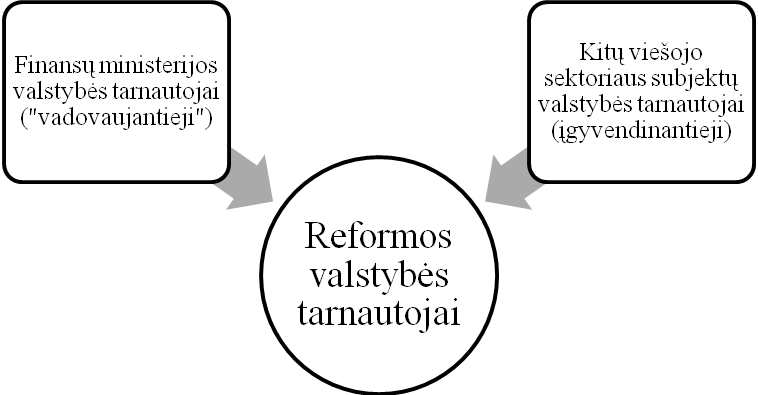 Finansų ministerijos
valstybės tarnautojai
("vadovaujantieji")
Kitų viešojo
sektoriaus subjektų
valstybės tarnautojai
(įgyvendinantieji)
Reformos
valstybės
tarnautojai